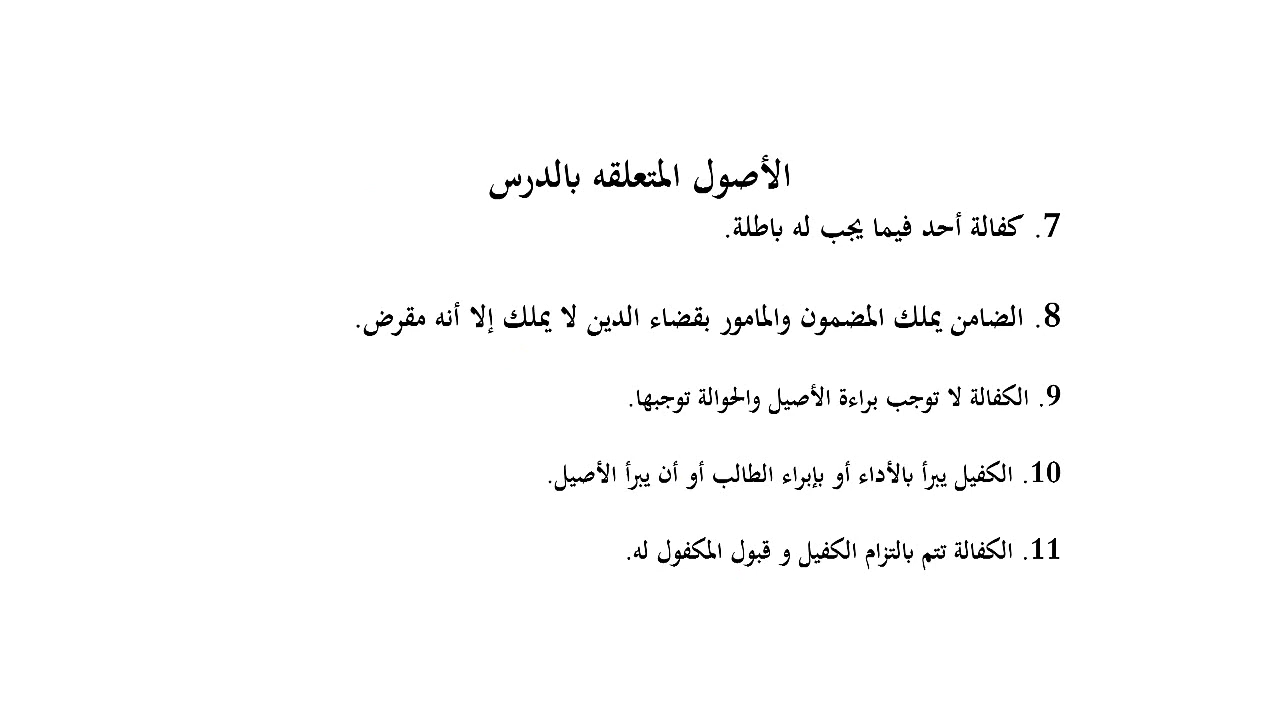 الأصول المتعلقه بالدرس
7. كفالة أحد فيما يجب له باطلة.
8. الضامن يملك المضمون والمامور بقضاء الدين لا يملك إلا أنه مقرض.
9. الكفالة لا توجب براءة الأصيل والحوالة توجبها.
10. الكفيل يبرأ بالأداء أو بإبراء الطالب أو أن يبرأ الأصيل.
11. الكفالة تتم بالتزام الكفيل و قبول المكفول له.